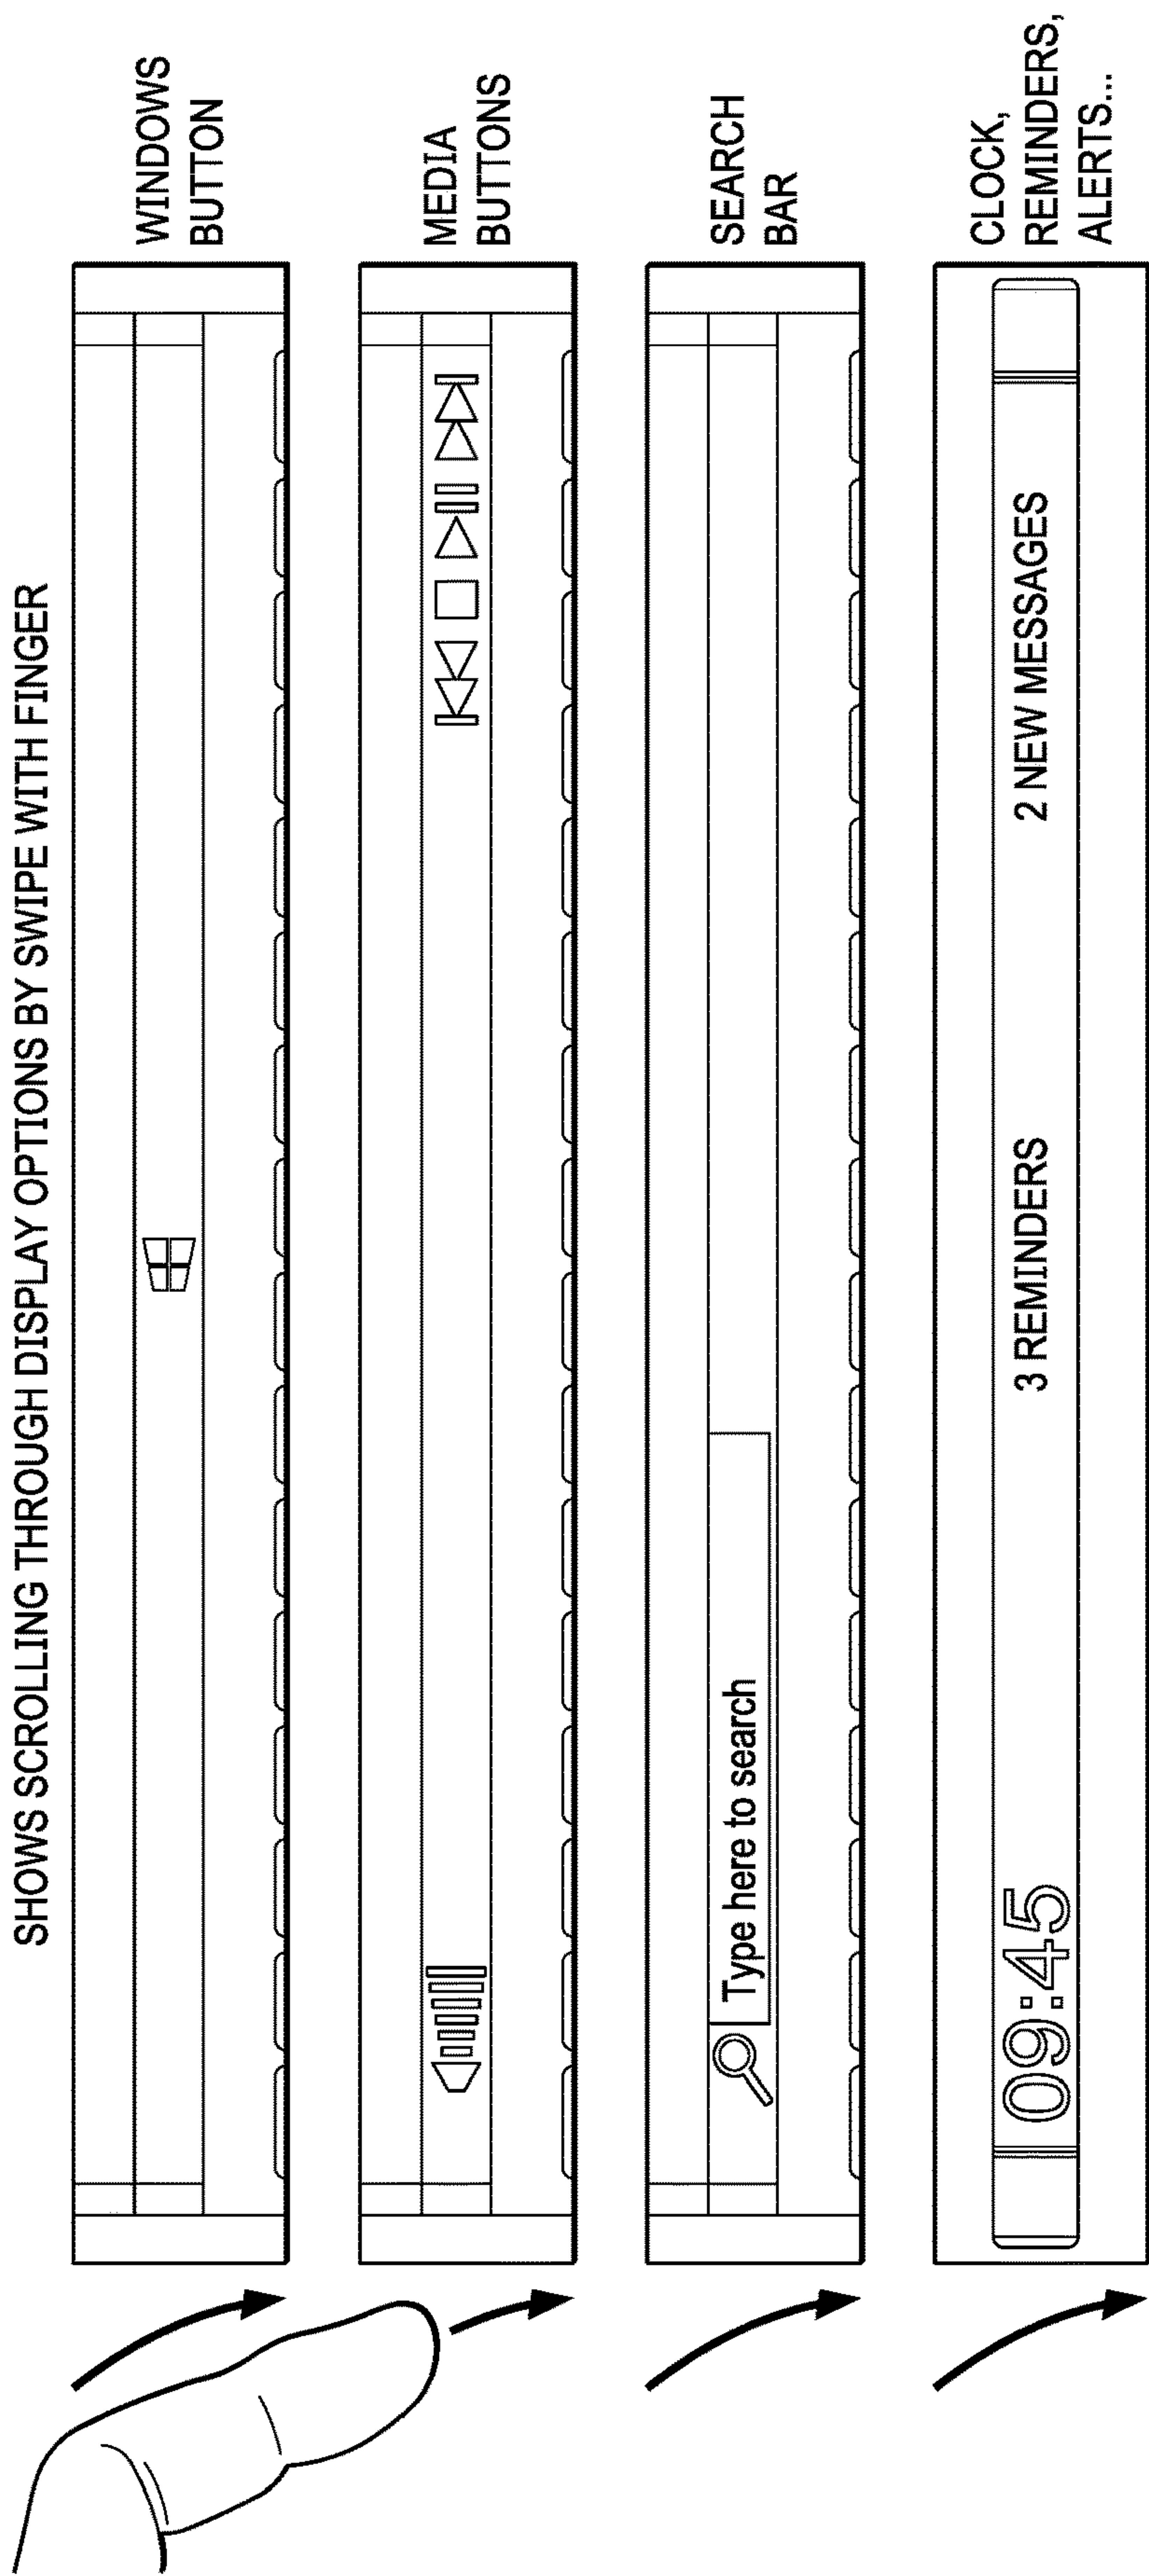 SHOWS SCROLLING THROUGH DISPLAY OPTIONS BY SWIPE WITH FINGER
WINDOWS
BUTTON
MEDIA
BUTTONS
Type here to search
SEARCH
BAR
09:45
3 REMINDERS
2 NEW MESSAGES
CLOCK,
REMINDERS,
ALERTS...